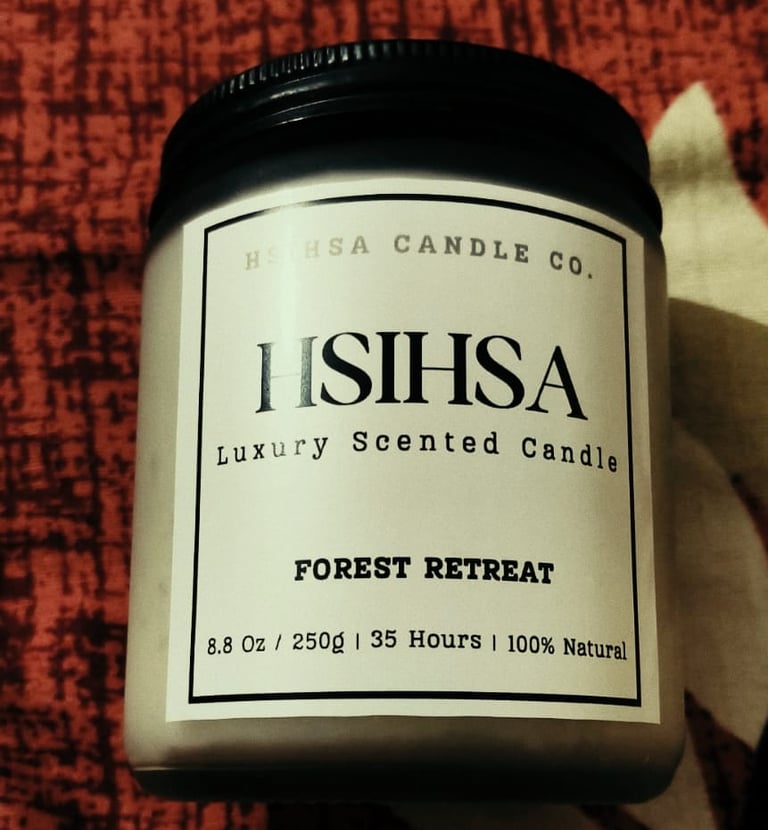 HSIHSA CANDLE CO.
HSIHSA
Luxury Scented Candle
FOREST RETREAT
8.8 Oz / 250g | 35 Hours | 100% Natural